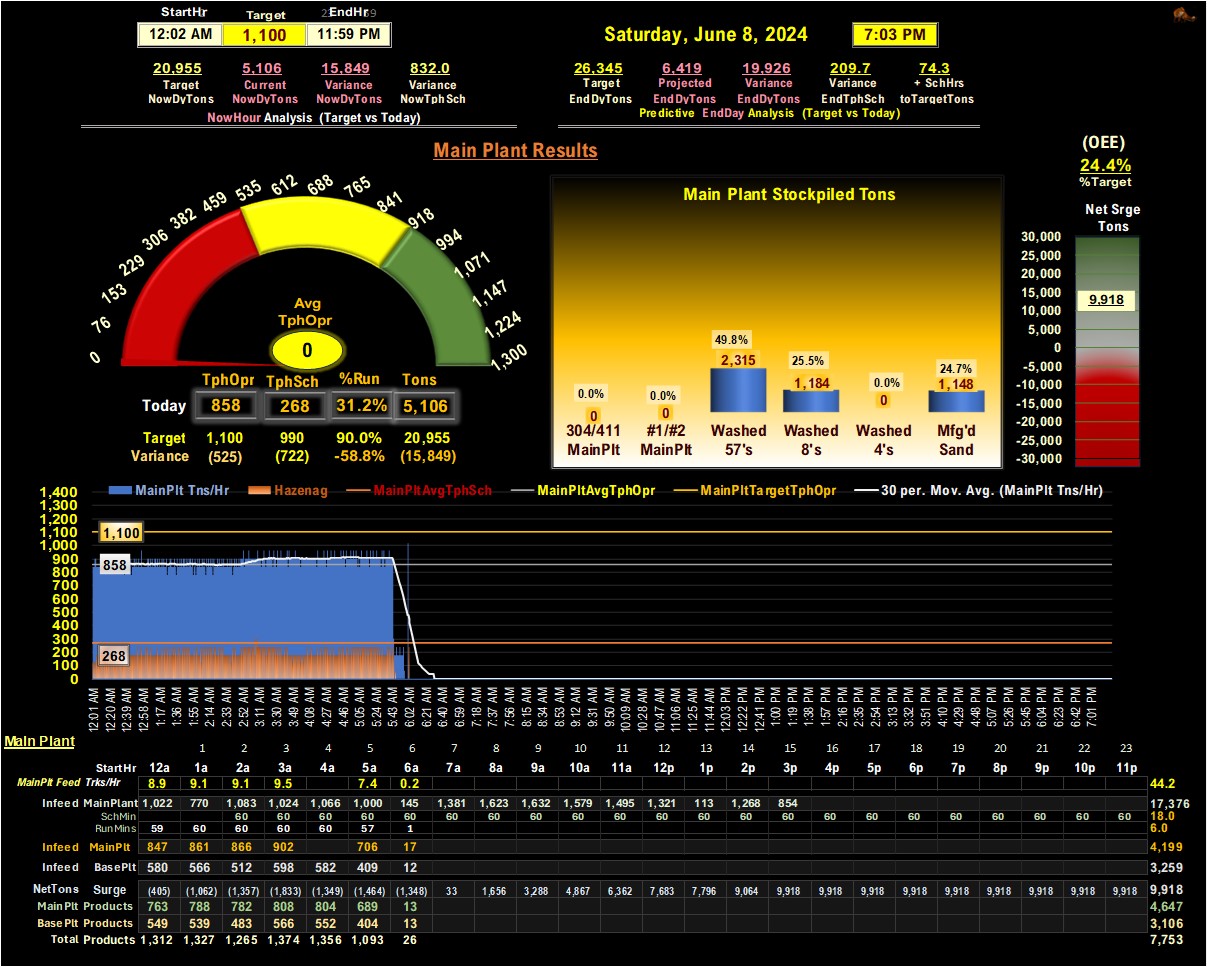 StartHr Target EndHr
12:02 AM 1,100 11:59 PM
Saturday, June 8, 2024 7:03 PM
20,955 5,106 15,849 832.0
Target Current Variance Variance
NowDyTons NowDyTons NowDyTons NowTphSch
NowHour Analysis (Target vs Today)
26,345 6,419 19,926 209.7 74.3
Target Projected Variance Variance + SchHrs
EndDyTons EndDyTons EndDyTons EndTphSch toTargetTons
Predictive EndDay Analysis (Target vs Today)
Main Plant Results
(OEE)
24.4%
%Target
0 76 153 229 306 382 459 535 612 688 765 841 918 994 1,071 1,147 1,224 1,300
Avg
TphOpr
0
TphOpr TphSch %Run Tons
Today 858 268 31.2% 5,106
Target 1,100 990 90.0% 20,955
Variance (525) (722) -58.8% (15,849)
Main Plant Stockpiled Tons
0.0% 0.0% 49.8% 25.5% 0.0% 24.7%
0 0 2,315 1,184 0 1,148
304/411 #1/#2 Washed Washed Washed Mfg'd
MainPlt MainPlt 57's 8's 4's Sand
Net Srge
Tons
30,000
25,000
20,000
15,000
9,918
5,000
0
-5,000
-10,000
-15,000
-20,000
-25,000
-30,000
MainPlt Tns/Hr Hazenag MainPltAvgTphSch MainPltAvgTphOpr MainPltTargetTphOpr 30 per. Mov. Avg. (MainPlt Tns/Hr)
1,400
1,300
1,200
1,100
1,000
900
800
700
600
500
400
300
200
100
0
1,100
858
268
12:01 AM 12:20 AM 12:39 AM 12:58 AM 1:17 AM 1:36 AM 1:55 AM 2:14 AM 2:33 AM 2:52 AM 3:11 AM 3:30 AM 3:49 AM 4:08 AM 4:27 AM 4:46 AM 5:05 AM 5:24 AM 5:43 AM 6:02 AM 6:21 AM 6:40 AM 6:59 AM 7:18 AM 7:37 AM 7:56 AM 8:15 AM 8:34 AM 8:53 AM 9:12 AM 9:31 AM 9:50 AM 10:09 AM 10:28 AM 10:47 AM 11:06 AM 11:25 AM 11:44 AM 12:03 PM 12:22 PM 12:41 PM 1:00 PM 1:19 PM 1:38 PM 1:57 PM 2:16 PM 2:35 PM 2:54 PM 3:13 PM 3:32 PM 3:51 PM 4:10 PM 4:29 PM 4:48 PM 5:07 PM 5:26 PM 5:45 PM 6:04 PM 6:23 PM 6:42 PM 7:01 PM
Main Plant
1 2 3 4 5 6 7 8 9 10 11 12 13 14 15 16 17 18 19 20 21 22 23
StartHr 12a 1a 2a 3a 4a 5a 6a 7a 8a 9a 10a 11a 12p 1p 2p 3p 4p 5p 6p 7p 8p 9p 10p 11p
MainPlt Feed Trks/Hr 8.9 9.1 9.1 9.5 7.4 0.2 44.2
Infeed MainPlant 1,022 770 1,083 1,024 1,066 1,000 145 1,381 1,623 1,632 1,579 1,495 1,321 113 1,268 854 17,376
SchMin 60 60 60 60 60 60 60 60 60 60 60 60 60 60 60 60 60 60 60 60 60 60 18.0
RunMins 59 60 60 60 60 57 1 6.0
Infeed MainPlt 847 861 866 902 706 17 4,199
Infeed BasePlt 580 566 512 598 582 409 12 3,259
NetTons Surge (405) (1,062) (1,357) (1,833) (1,349) (1,464) (1,348) 33 1,656 3,288 4,867 6,362 7,683 7,796 9,064 9,918 9,918 9,918 9,918 9,918 9,918 9,918 9,918 9,918 9,918
MainPlt Products 763 788 782 808 804 689 13 4,647
BasePlt Products 549 539 483 566 552 404 13 3,106
Total Products 1,312 1,327 1,265 1,374 1,356 1,093 26 7,753